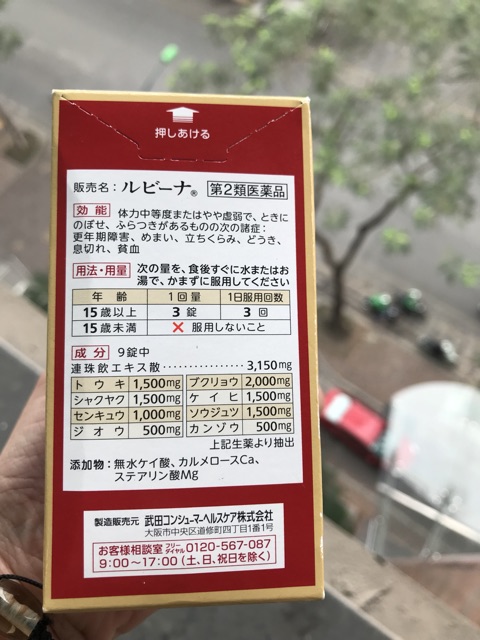 押しあける
販売名：ルビーナ® 第2類医薬品
効能 体力中等度またはやや虚弱で、ときに
のぼせ、ふらつきがあるものの次の諸症：
更年期障害、めまい、立ちくらみ、どうき、
息切れ、貧血
用法・用量 次の量を、食後すぐに水またはお
湯で、かまずに服用してください
年齢 1回量 1日服用回数
15歳以上 3錠 3回
15歳未満 ✕ 服用しないこと
成分 9錠中
連珠飲エキス散‥‥‥‥‥‥3,150mg
トウキ 1,500mg ブクリョウ 2,000mg
シャクヤク 1,500mg ケイヒ 1,500mg
センキュウ 1,000mg ソウジュツ 1,500mg
ジオウ 500mg カンゾウ 500mg
上記生薬より抽出
添加物：無水ケイ酸、カルメロースCa、
ステアリン酸Mg
製造販売元 武田コンシューマーヘルスケア株式会社
大阪市中央区道修町四丁目1番1号
お客様相談室 フリーダイヤル 0120-567-087
9:00～17:00（土、日、祝日を除く）